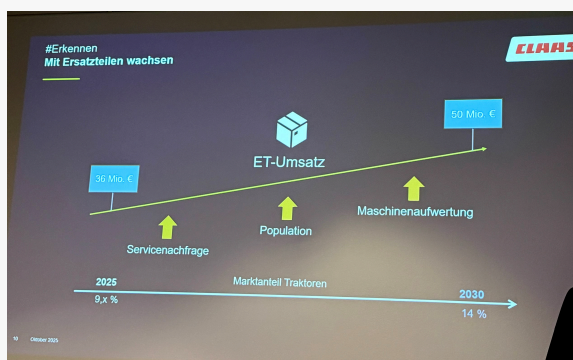 #Erkennen
Mit Ersatzteilen wachsen
CLAAS
50 Mio. €
ET-Umsatz
36 Mio. €
Maschinenaufwertung
Population
Servicenachfrage
2025
Marktanteil Traktoren
2030
9,x %
14 %
10 Oktober 2025